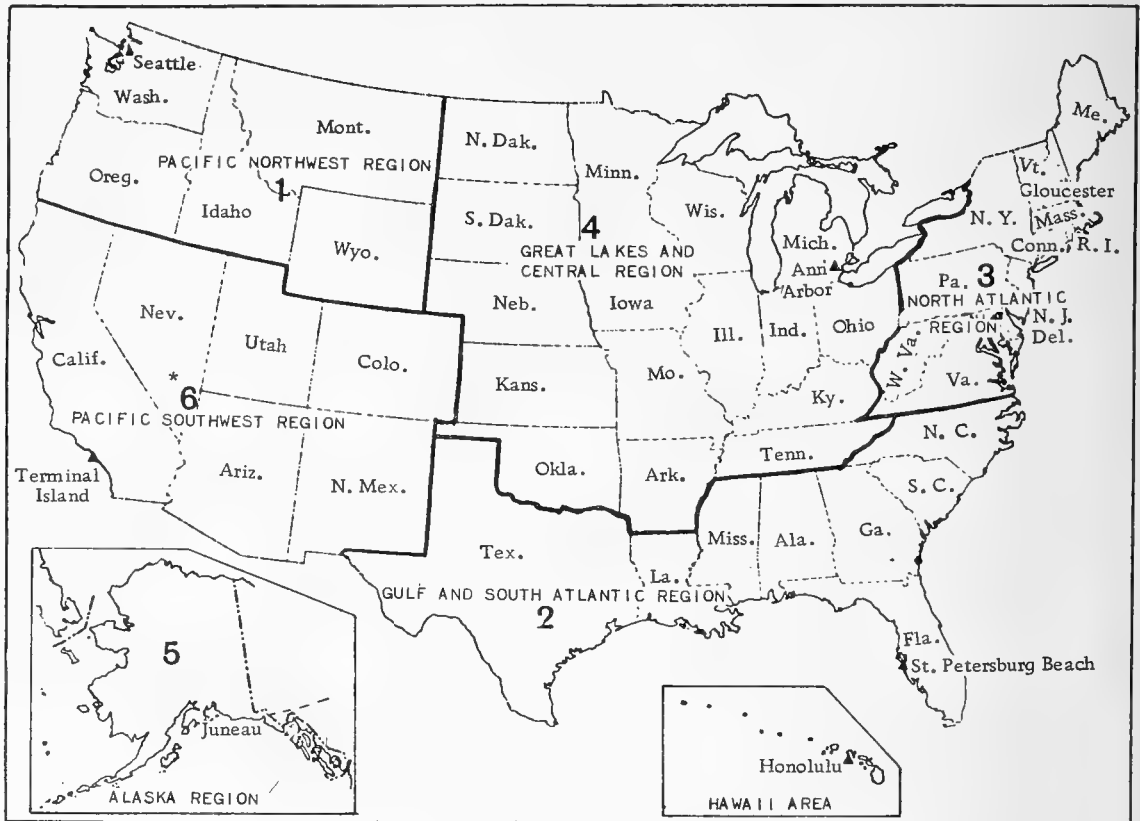 Seattle
Wash.
Mont.
N. Dak.
Minn.
Me.
PACIFIC NORTHWEST REGION
1
Oreg.
Idaho
Wyo.
S. Dak.
4
GREAT LAKES AND
CENTRAL REGION
Wis.
Mich.
Ann
Arbor
Vt.
Gloucester
N. Y.
Mass.
Conn.
R. I.
Pa.
3
NORTH ATLANTIC
REGION
N. J.
Del.
Nev.
Utah
Colo.
Calif.
*
6
PACIFIC SOUTHWEST REGION
Neb.
Iowa
Ill.
Ind.
Ohio
W. Va.
Va.
Kans.
Mo.
Ky.
Terminal
Island
Ariz.
N. Mex.
Okla.
Ark.
Tenn.
N. C.
S. C.
Tex.
La.
Miss.
Ala.
Ga.
GULF AND SOUTH ATLANTIC REGION
2
Fla.
St. Petersburg Beach
5
Juneau
ALASKA REGION
Honolulu
HAWAII AREA